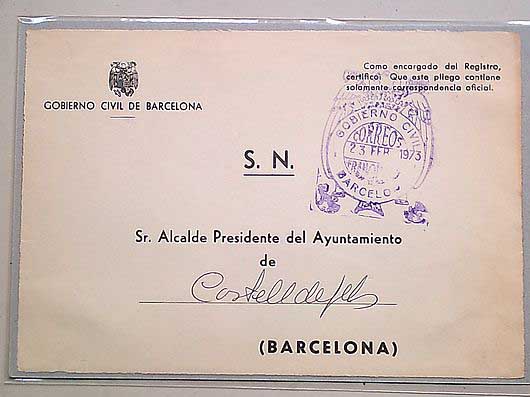 GOBIERNO CIVIL DE BARCELONA
Como encargado del Registro,
certifico: Que este pliego contiene
solamente correspondencia oficial.
GOBIERNO CIVIL
CORREOS
23 FEB 1973
BARCELONA
S. N.
Sr. Alcalde Presidente del Ayuntamiento
de
Castelldefels
(BARCELONA)